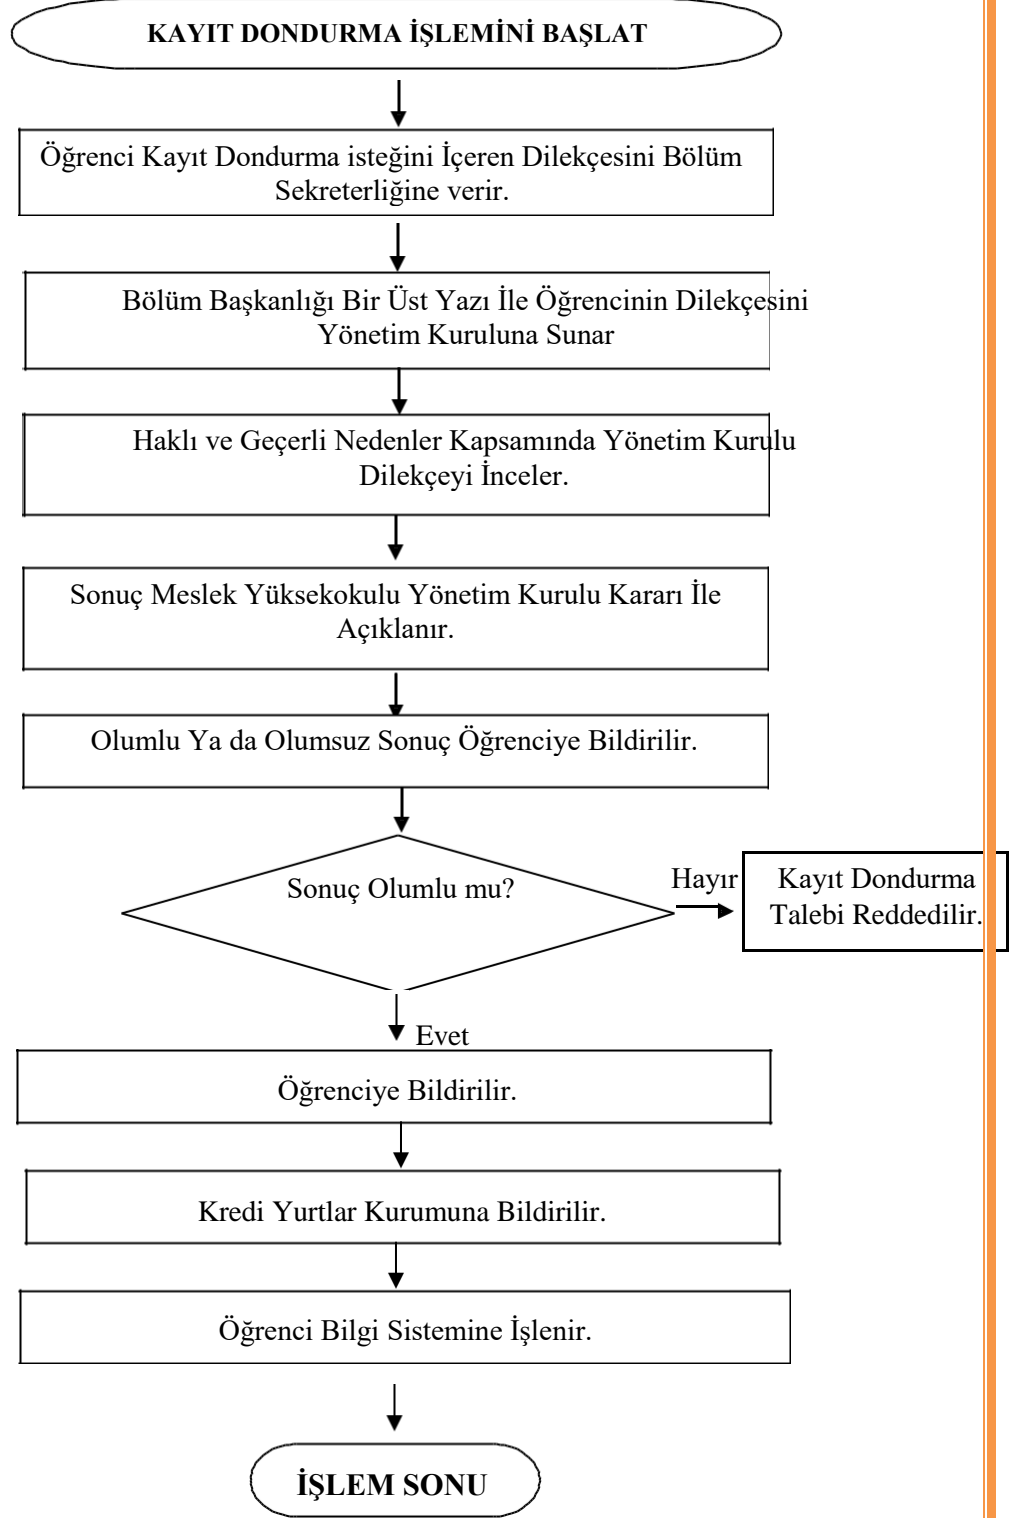 KAYIT DONDURMA İŞLEMİNİ BAŞLAT
Öğrenci Kayıt Dondurma isteğini İçeren Dilekçesini Bölüm
Sekreterliğine verir.
Bölüm Başkanlığı Bir Üst Yazı İle Öğrencinin Dilekçesini
Yönetim Kuruluna Sunar
Haklı ve Geçerli Nedenler Kapsamında Yönetim Kurulu
Dilekçeyi İnceler.
Sonuç Meslek Yüksekokulu Yönetim Kurulu Kararı İle
Açıklanır.
Olumlu Ya da Olumsuz Sonuç Öğrenciye Bildirilir.
Sonuç Olumlu mu?
Hayır
Kayıt Dondurma
Talebi Reddedilir.
Evet
Öğrenciye Bildirilir.
Kredi Yurtlar Kurumuna Bildirilir.
Öğrenci Bilgi Sistemine İşlenir.
İŞLEM SONU